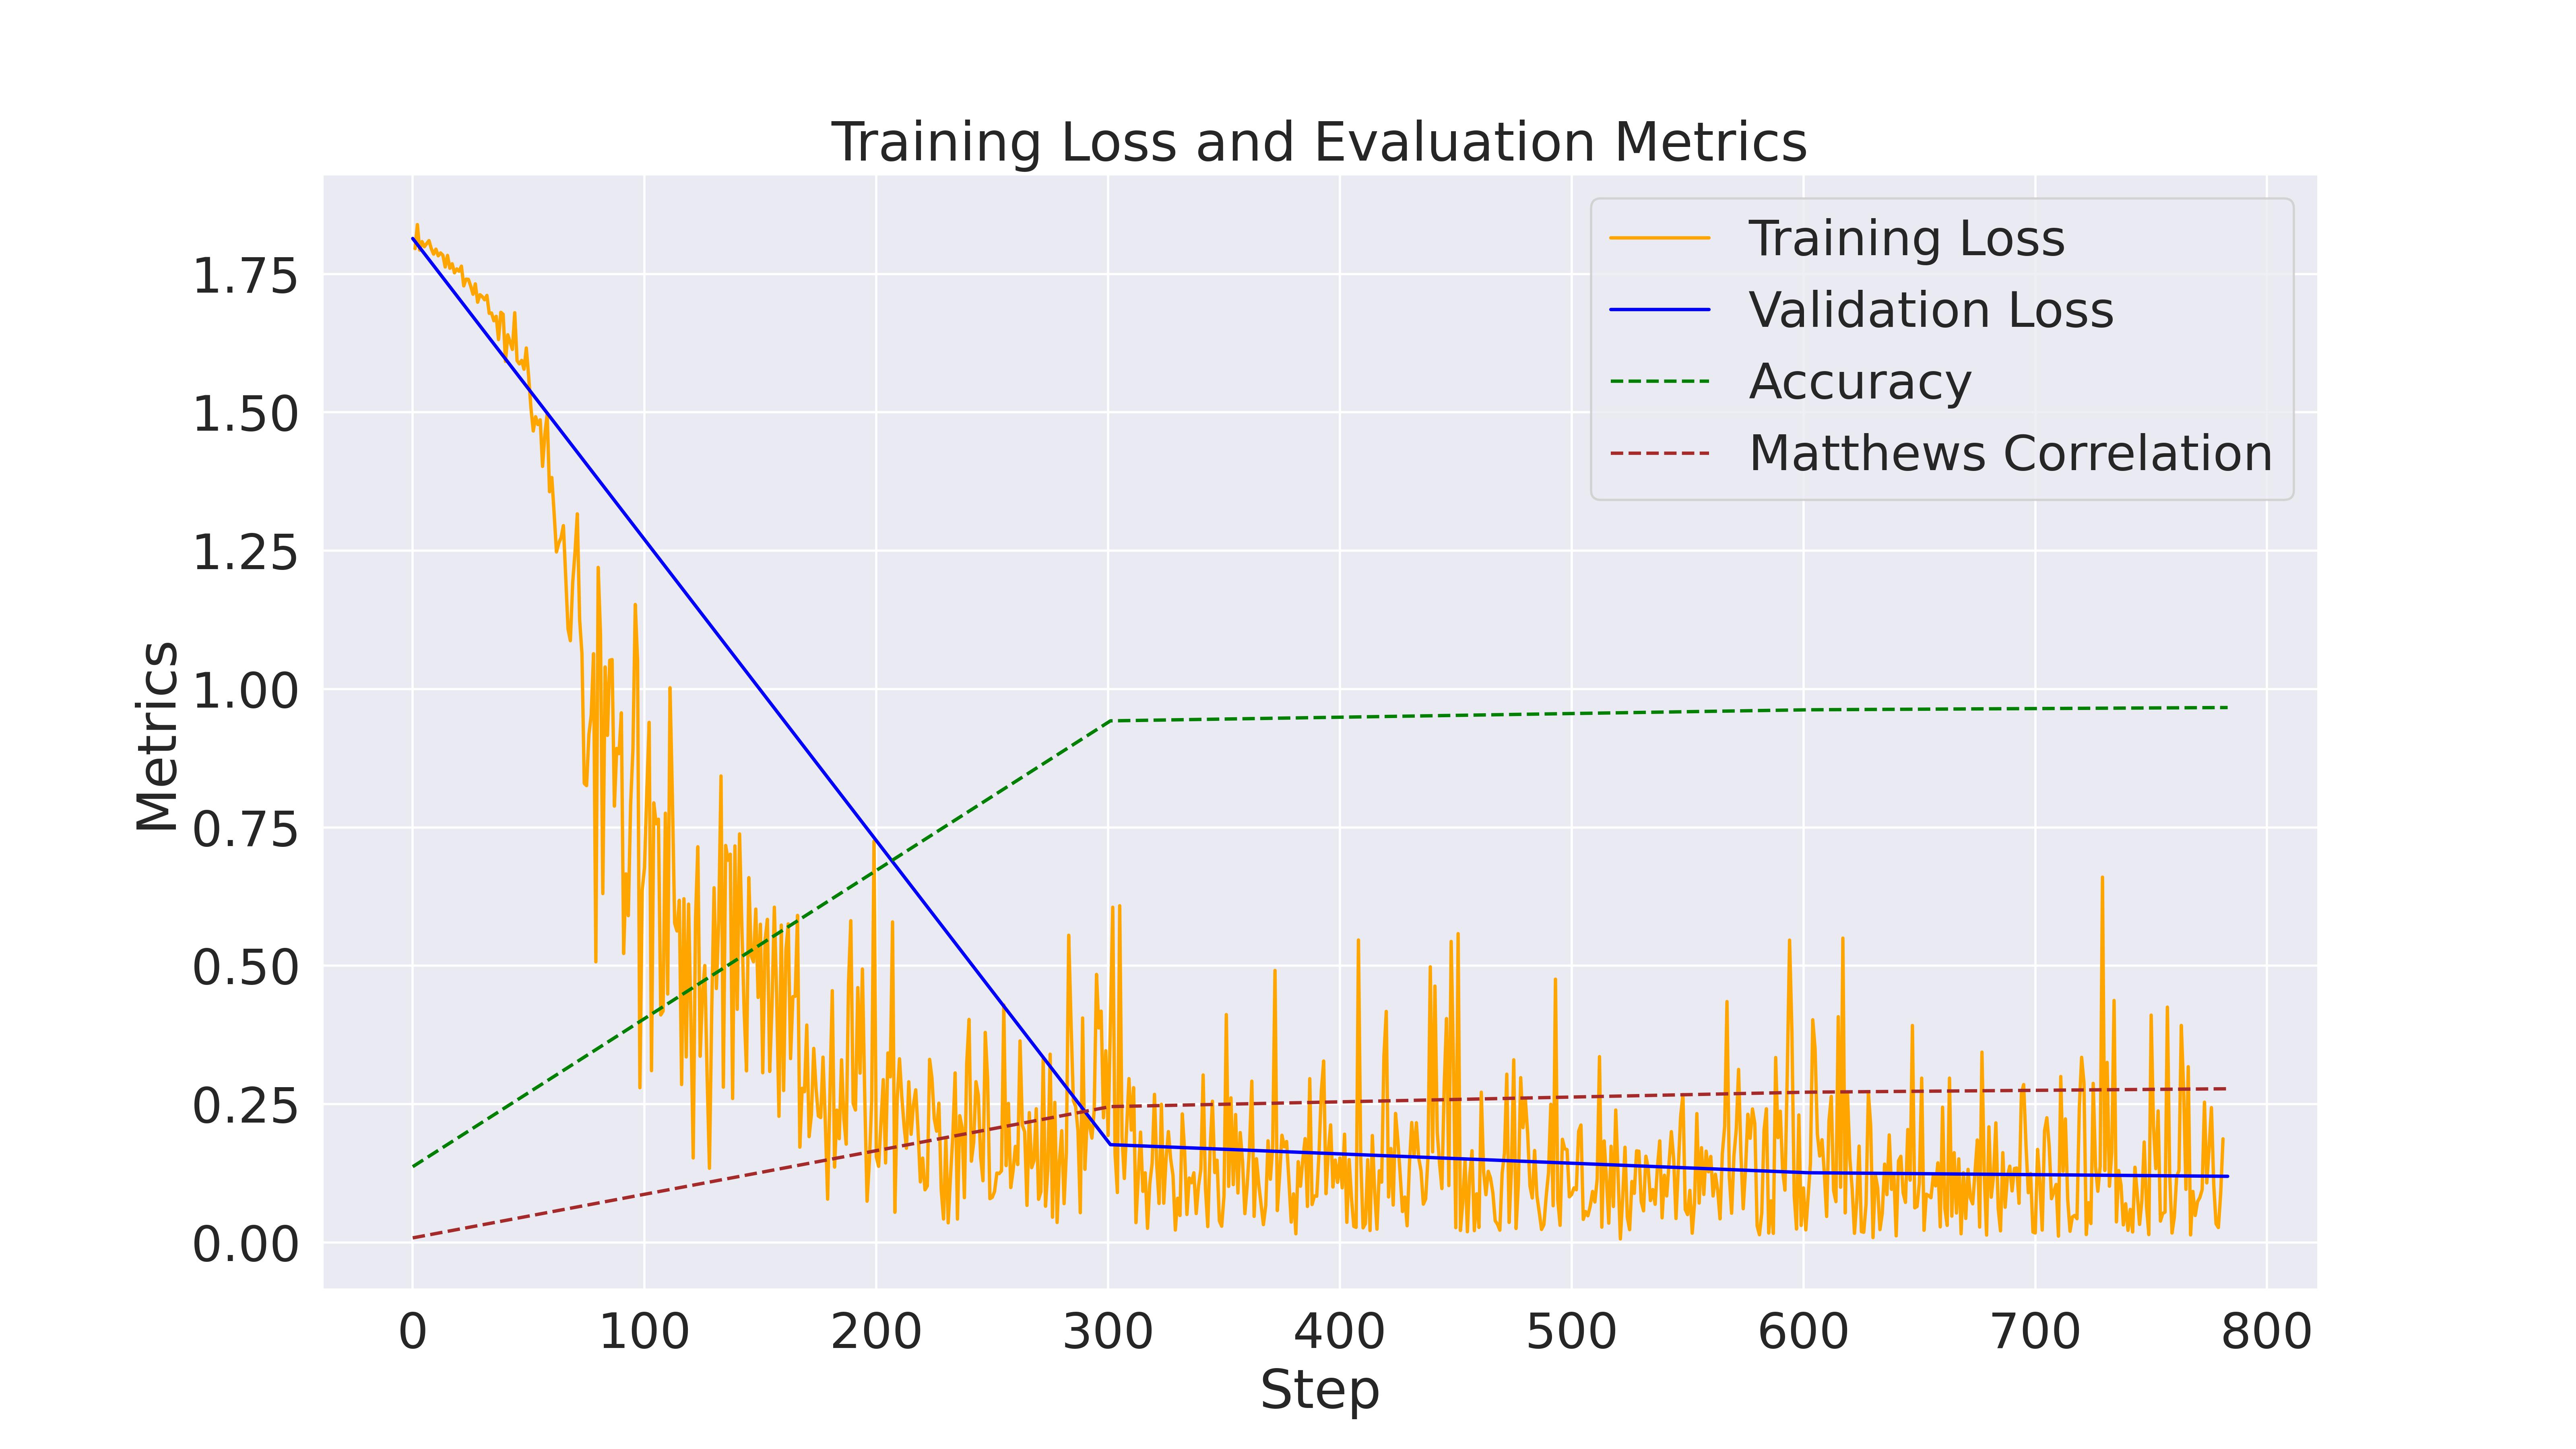 Training Loss and Evaluation Metrics
Training Loss
Validation Loss
Accuracy
Matthews Correlation
Metrics
1.75
1.50
1.25
1.00
0.75
0.50
0.25
0.00
0 100 200 300 400 500 600 700 800
Step